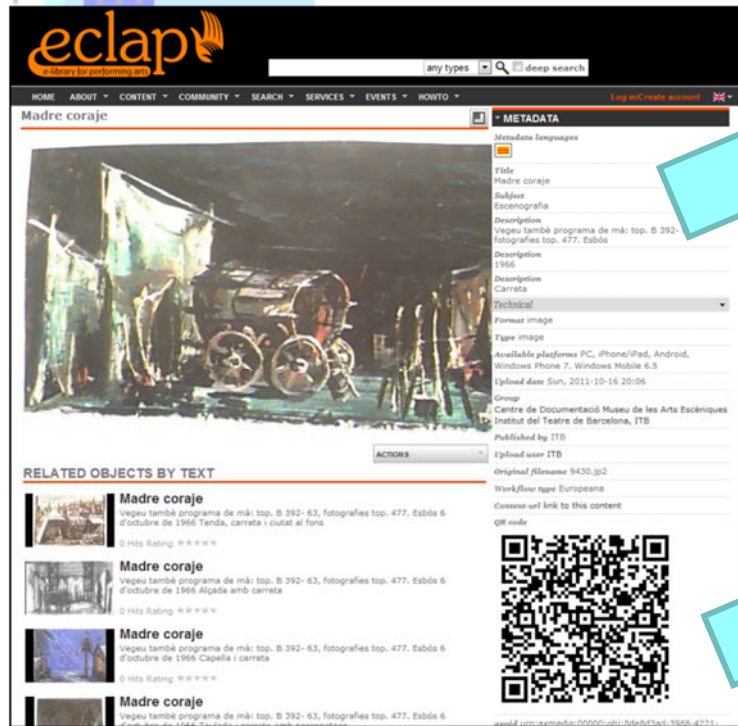 eclap
e-library for performing arts
any types
deep search
HOME ABOUT CONTENT COMMUNITY SEARCH SERVICES EVENTS HOWTO
Log in/Create account
Madre coraje
RELATED OBJECTS BY TEXT
ACTIONS
Madre coraje
Vegeu també programa de mà: top. B 392- 63, fotografies top. 477. Esbós 6
d'octubre de 1966 Tenda, carreta i ciutat al fons
0 Hits Rating
Madre coraje
Vegeu també programa de mà: top. B 392- 63, fotografies top. 477. Esbós 6
d'octubre de 1966 Alçada amb carreta
0 Hits Rating
Madre coraje
Vegeu també programa de mà: top. B 392- 63, fotografies top. 477. Esbós 6
d'octubre de 1966 Capella i carreta
0 Hits Rating
Madre coraje
Vegeu també programa de mà: top. B 392- 63, fotografies top. 477. Esbós 6
METADATA
Metadata languages
Title
Madre coraje
Subject
Escenografia
Description
Vegeu també programa de mà: top. B 392-
fotografies top. 477. Esbós
Description
1966
Description
Carreta
Technical
Format image
Type image
Available platforms PC, iPhone/iPad, Android,
Windows Phone 7, Windows Mobile 6.5
Upload date Sun, 2011-10-16 20:06
Group
Centre de Documentació Museu de les Arts Escèniques
Institut del Teatre de Barcelona, ITB
Published by ITB
Upload user ITB
Original filename 9430.jp2
Workflow type Europeana
Content-url link to this content
QR code